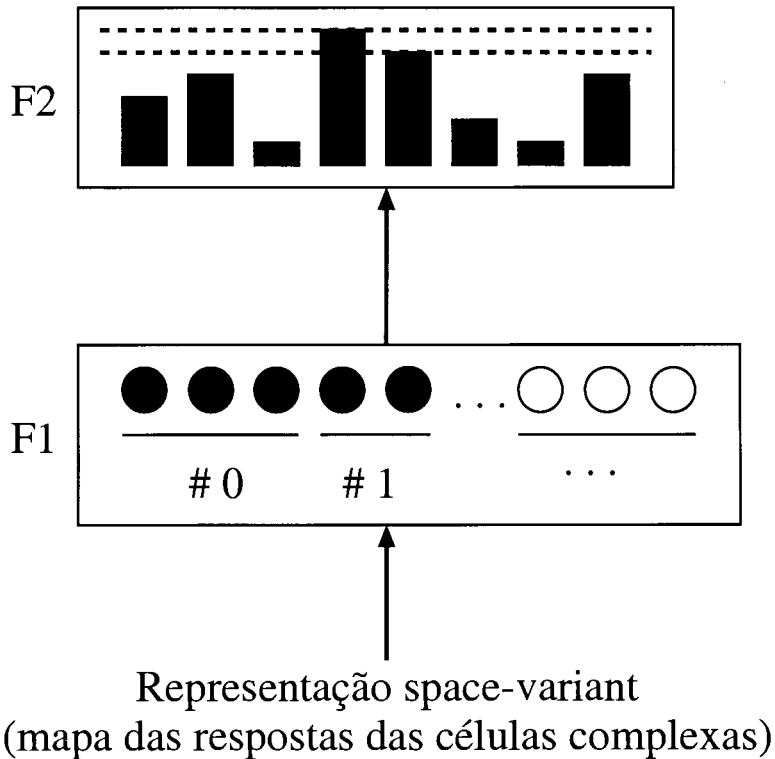 F2
. . .
F1
# 0 # 1 . . .
Representação space-variant
(mapa das respostas das células complexas)